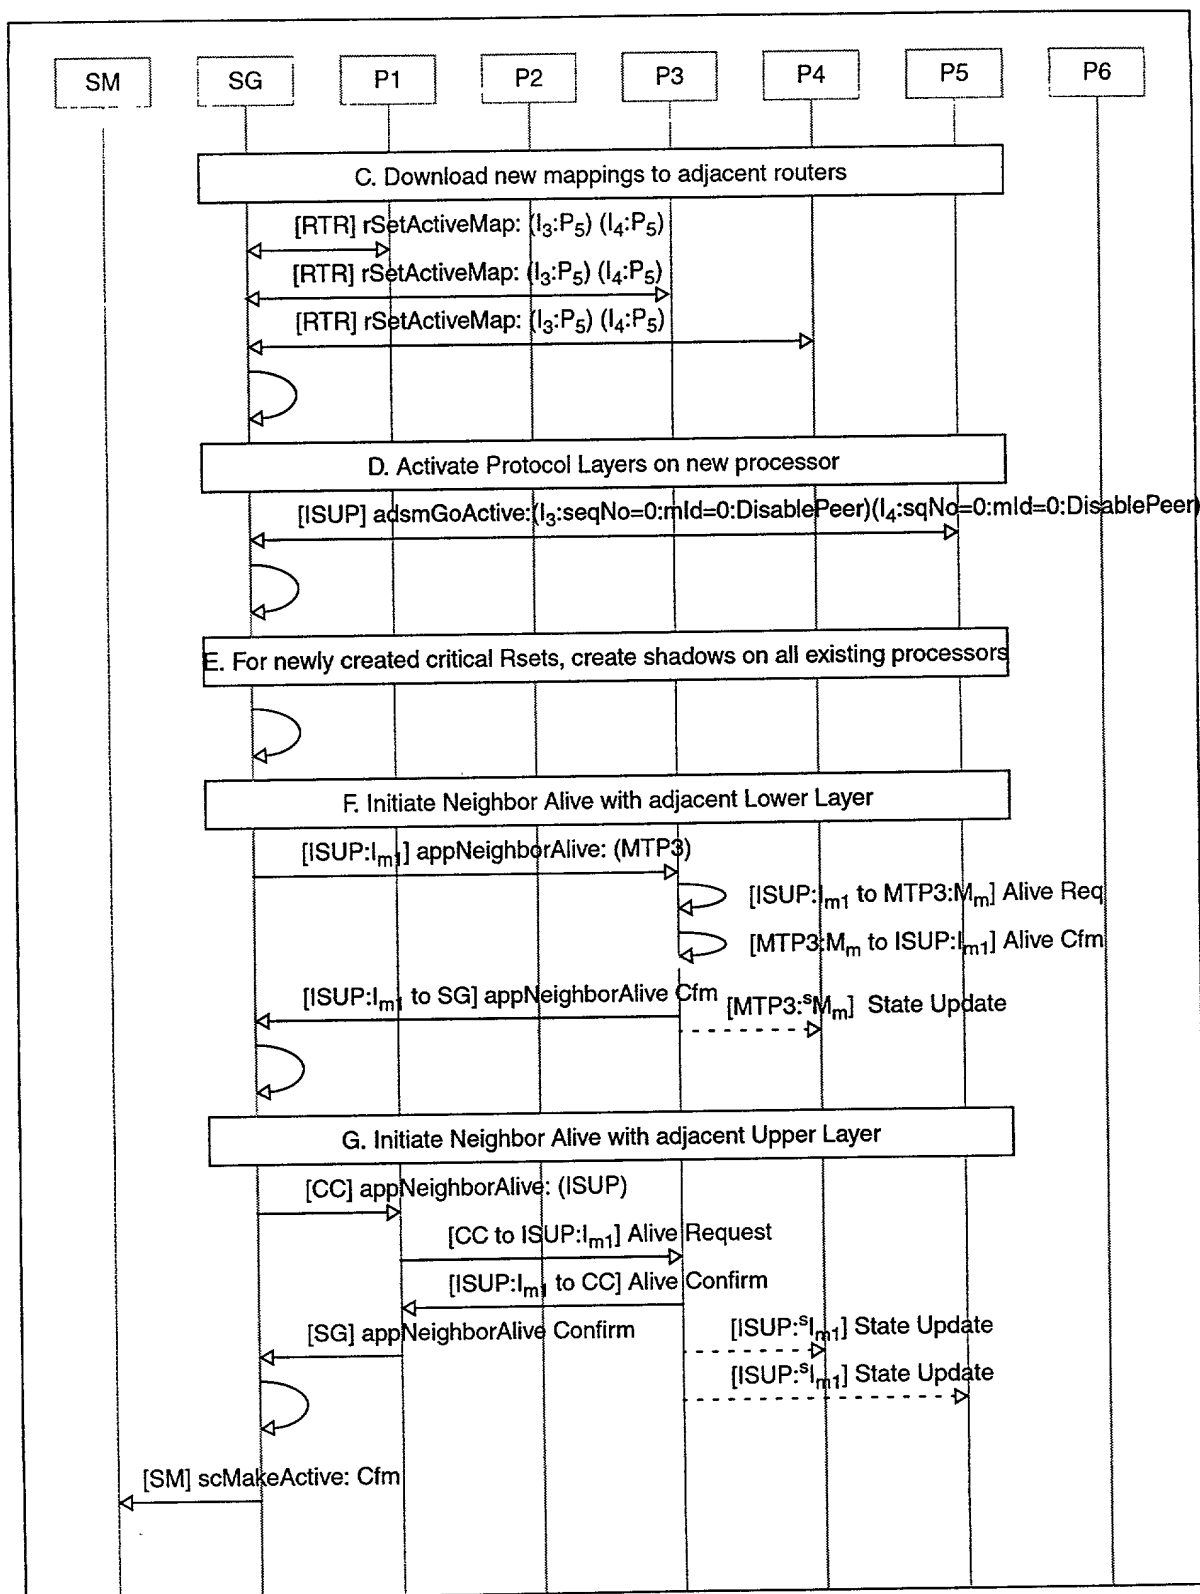 SM SG P1 P2 P3 P4 P5 P6
C. Download new mappings to adjacent routers
[RTR] rSetActiveMap: (I3:P5) (I4:P5)
[RTR] rSetActiveMap: (I3:P5) (I4:P5)
[RTR] rSetActiveMap: (I3:P5) (I4:P5)
D. Activate Protocol Layers on new processor
[ISUP] adsmGoActive:(I3:seqNo=0:mId=0:DisablePeer)(I4:sqNo=0:mId=0:DisablePeer)
E. For newly created critical Rsets, create shadows on all existing processors
F. Initiate Neighbor Alive with adjacent Lower Layer
[ISUP:Im1] appNeighborAlive: (MTP3)
[ISUP:Im1 to MTP3:Mm] Alive Req
[MTP3:Mm to ISUP:Im1] Alive Cfm
[ISUP:Im1 to SG] appNeighborAlive Cfm
[MTP3:sMm] State Update
G. Initiate Neighbor Alive with adjacent Upper Layer
[CC] appNeighborAlive: (ISUP)
[CC to ISUP:Im1] Alive Request
[ISUP:Im1 to CC] Alive Confirm
[SG] appNeighborAlive Confirm
[ISUP:sIm1] State Update
[ISUP:sIm1] State Update
[SM] scMakeActive: Cfm